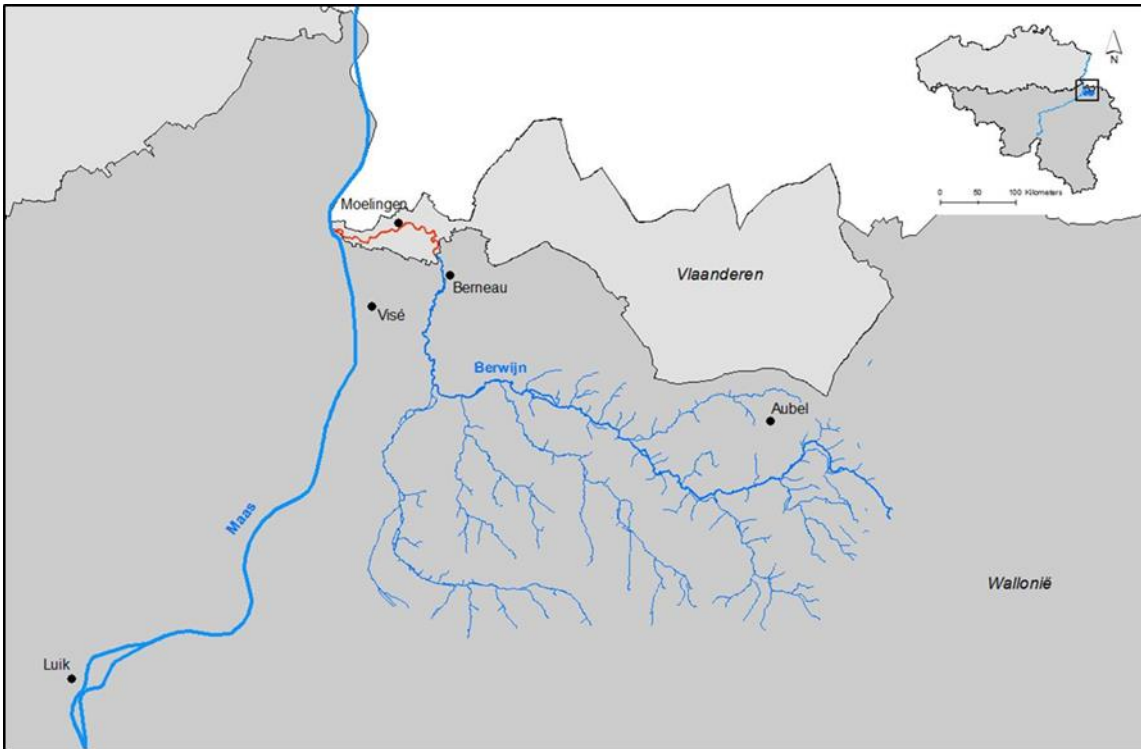 N
0 50 100 Kilometers
Moelingen
Vlaanderen
Berneau
Visé
Berwijn
Aubel
Maas
Wallonië
Luik